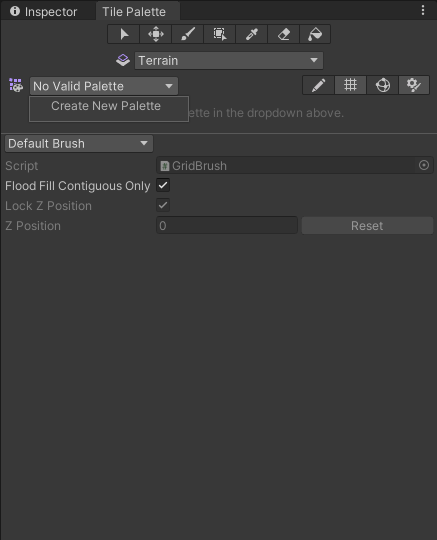 Inspector
Tile Palette
Terrain
No Valid Palette
Create New Palette
ette in the dropdown above.
Default Brush
Script
GridBrush
Flood Fill Contiguous Only
Lock Z Position
Z Position
0
Reset